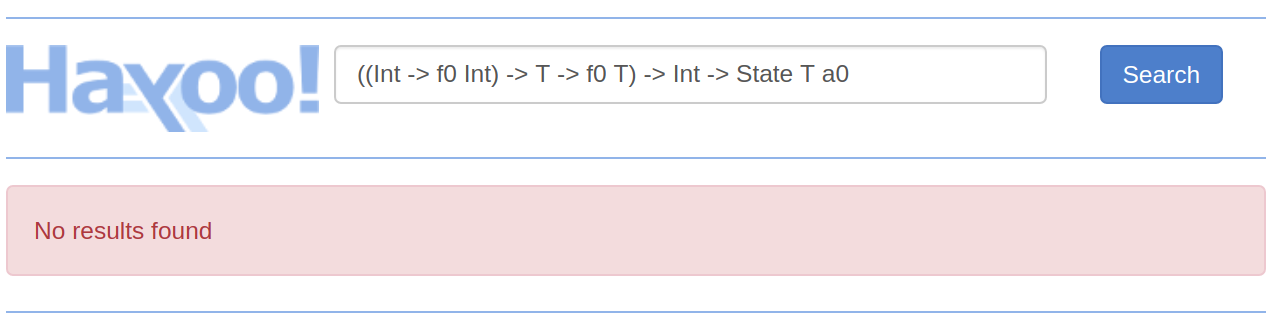 Hayoo! ((Int -> f0 Int) -> T -> f0 T) -> Int -> State T a0 Search
No results found